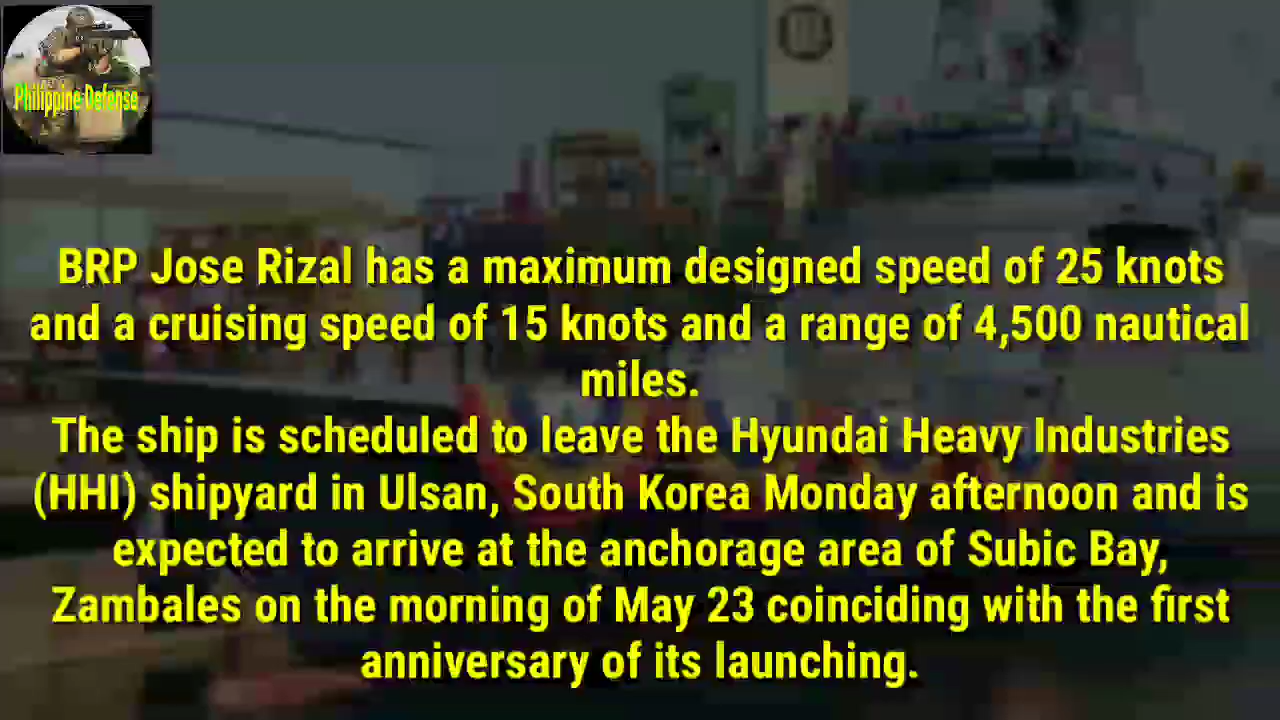 Philippine Defense
BRP Jose Rizal has a maximum designed speed of 25 knots
and a cruising speed of 15 knots and a range of 4,500 nautical
miles.
The ship is scheduled to leave the Hyundai Heavy Industries
(HHI) shipyard in Ulsan, South Korea Monday afternoon and is
expected to arrive at the anchorage area of Subic Bay,
Zambales on the morning of May 23 coinciding with the first
anniversary of its launching.